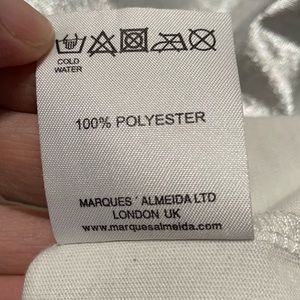 COLD
WATER
100% POLYESTER
MARQUES ' ALMEIDA LTD
LONDON UK
www.marquesalmeida.com